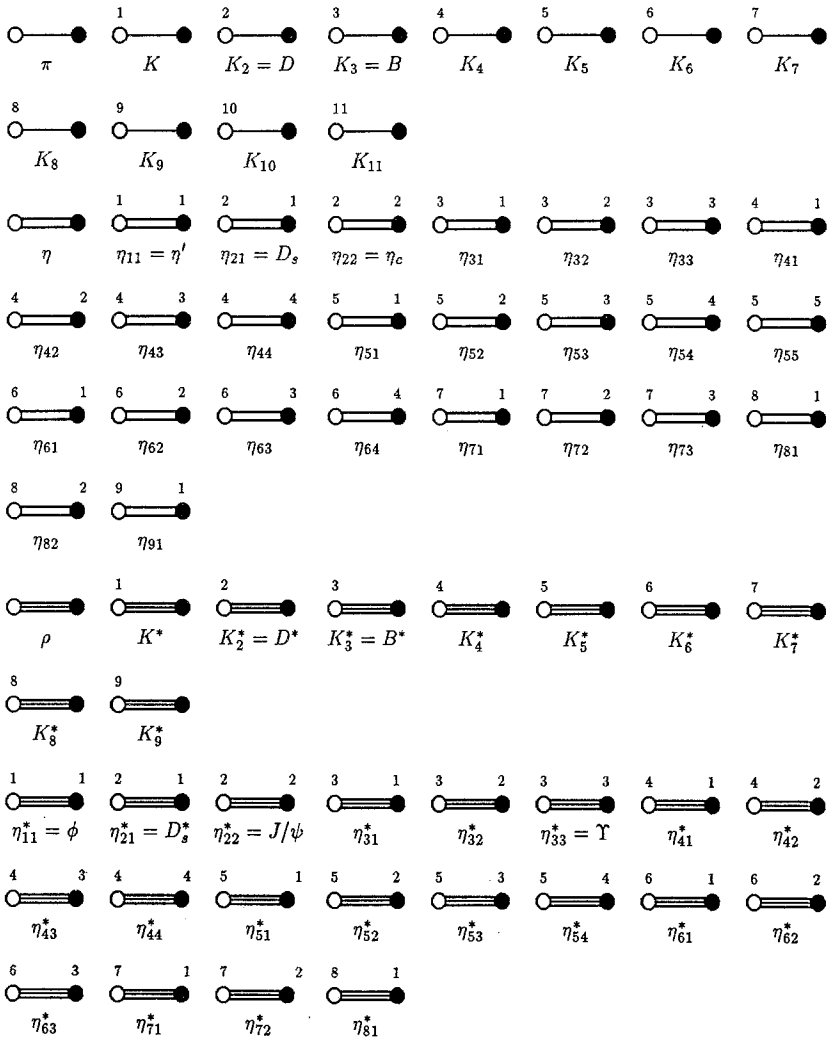 1 2 3 4 5 6 7
π K K₂ = D K₃ = B K₄ K₅ K₆ K₇
8 9 10 11
K₈ K₉ K₁₀ K₁₁
1 1 2 1 2 2 3 1 3 2 3 3 4 1
η η₁₁ = η′ η₂₁ = Dₛ η₂₂ = η_c η₃₁ η₃₂ η₃₃ η₄₁
4 2 4 3 4 4 5 1 5 2 5 3 5 4 5 5
η₄₂ η₄₃ η₄₄ η₅₁ η₅₂ η₅₃ η₅₄ η₅₅
6 1 6 2 6 3 6 4 7 1 7 2 7 3 8 1
η₆₁ η₆₂ η₆₃ η₆₄ η₇₁ η₇₂ η₇₃ η₈₁
8 2 9 1
η₈₂ η₉₁
1 2 3 4 5 6 7
ρ K* K₂* = D* K₃* = B* K₄* K₅* K₆* K₇*
8 9
K₈* K₉*
1 1 2 1 2 2 3 1 3 2 3 3 4 1 4 2
η₁₁* = ϕ η₂₁* = Dₛ* η₂₂* = J/ψ η₃₁* η₃₂* η₃₃* = Υ η₄₁* η₄₂*
4 3 4 4 5 1 5 2 5 3 5 4 6 1 6 2
η₄₃* η₄₄* η₅₁* η₅₂* η₅₃* η₅₄* η₆₁* η₆₂*
6 3 7 1 7 2 8 1
η₆₃* η₇₁* η₇₂* η₈₁*